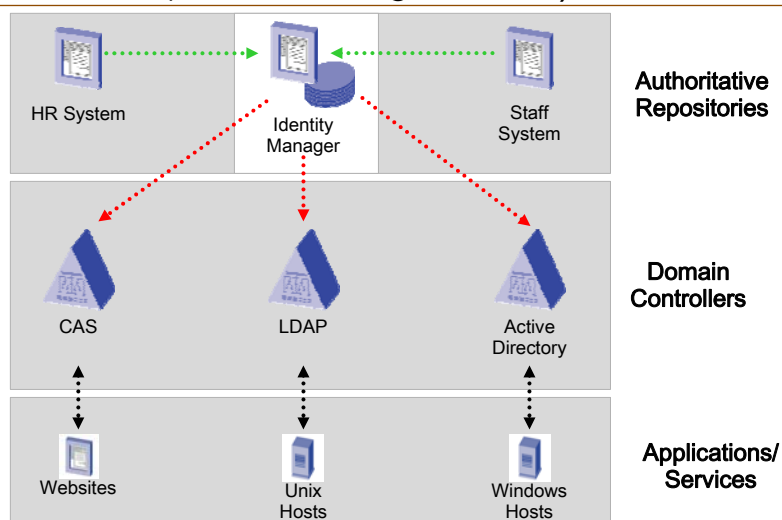 HR System
Identity
Manager
Staff
System
Authoritative
Repositories
CAS
LDAP
Active
Directory
Domain
Controllers
Websites
Unix
Hosts
Windows
Hosts
Applications/
Services